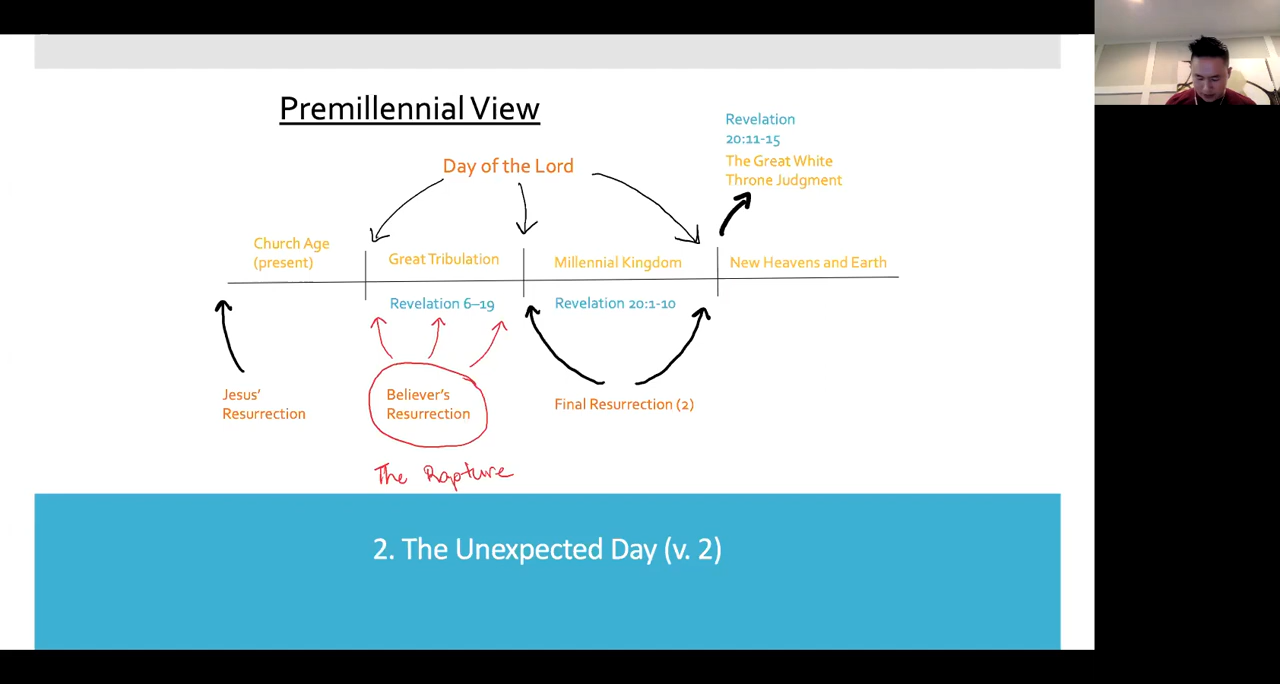 Premillennial View
Revelation
20:11-15
The Great White
Throne Judgment
Day of the Lord
Church Age
(present)
Great Tribulation
Millennial Kingdom
New Heavens and Earth
Revelation 6–19
Revelation 20:1-10
Jesus’
Resurrection
Believer’s
Resurrection
Final Resurrection (2)
The Rapture
2. The Unexpected Day (v. 2)